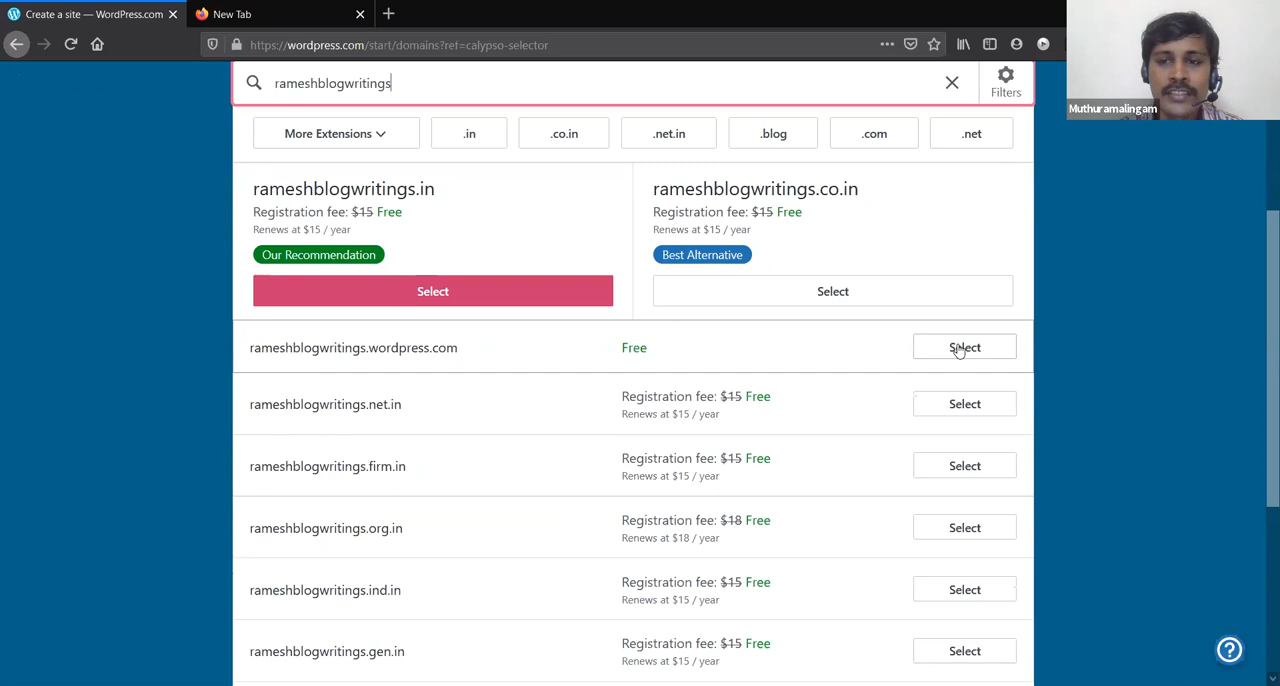 Create a site — WordPress.com
New Tab
https://wordpress.com/start/domains?ref=calypso-selector
Muthuramalingam
rameshblogwritings
Filters
More Extensions
.in
.co.in
.net.in
.blog
.com
.net
rameshblogwritings.in
Registration fee: $15 Free
Renews at $15 / year
Our Recommendation
Select
rameshblogwritings.co.in
Registration fee: $15 Free
Renews at $15 / year
Best Alternative
Select
rameshblogwritings.wordpress.com
Free
Select
rameshblogwritings.net.in
Registration fee: $15 Free
Renews at $15 / year
Select
rameshblogwritings.firm.in
Registration fee: $15 Free
Renews at $15 / year
Select
rameshblogwritings.org.in
Registration fee: $18 Free
Renews at $18 / year
Select
rameshblogwritings.ind.in
Registration fee: $15 Free
Renews at $15 / year
Select
rameshblogwritings.gen.in
Registration fee: $15 Free
Renews at $15 / year
Select